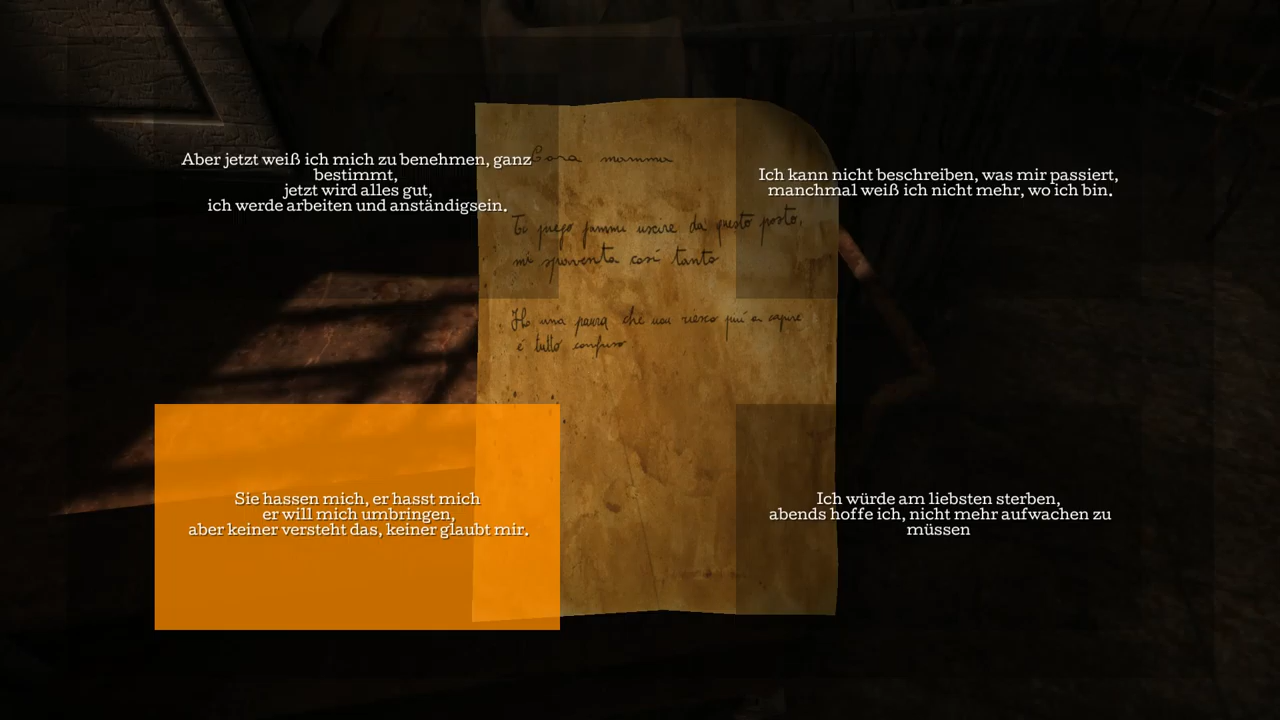 Aber jetzt weiß ich mich zu benehmen, ganz
bestimmt,
jetzt wird alles gut,
ich werde arbeiten und anständigsein.
Ich kann nicht beschreiben, was mir passiert,
manchmal weiß ich nicht mehr, wo ich bin.
Cara mamma
Ti prego fammi uscire da questo posto,
mi spaventa così tanto
Ho una paura che non riesco più a capire
é tutto confuso
Sie hassen mich, er hasst mich
er will mich umbringen,
aber keiner versteht das, keiner glaubt mir.
Ich würde am liebsten sterben,
abends hoffe ich, nicht mehr aufwachen zu
müssen